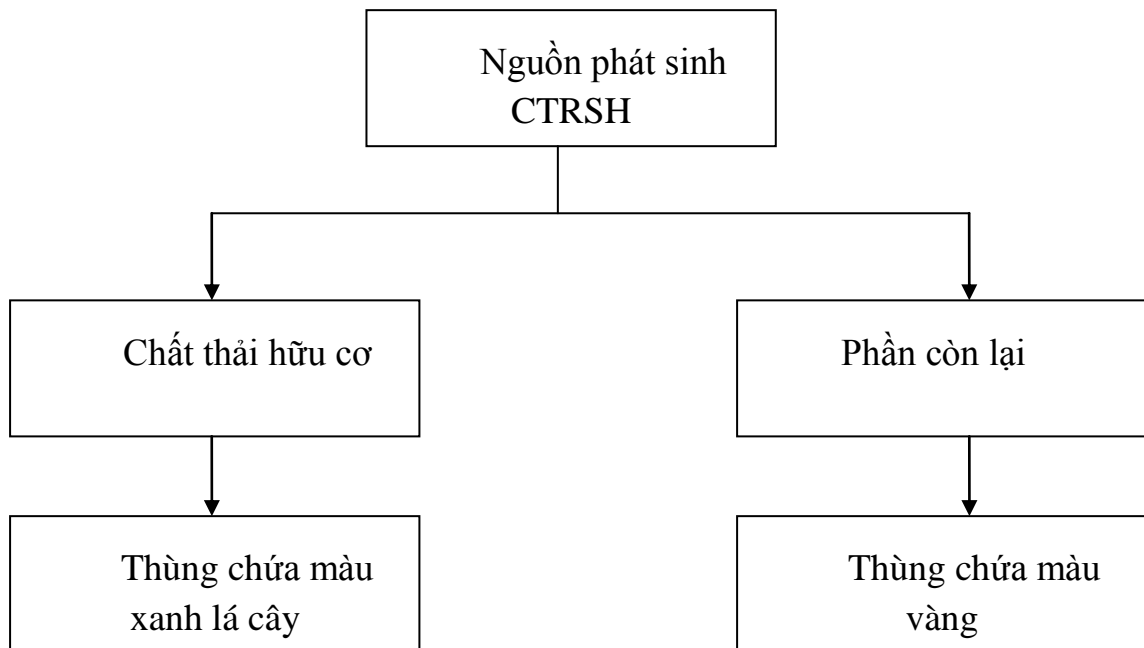 Nguồn phát sinh
CTRSH
Chất thải hữu cơ
Phần còn lại
Thùng chứa màu
xanh lá cây
Thùng chứa màu
vàng